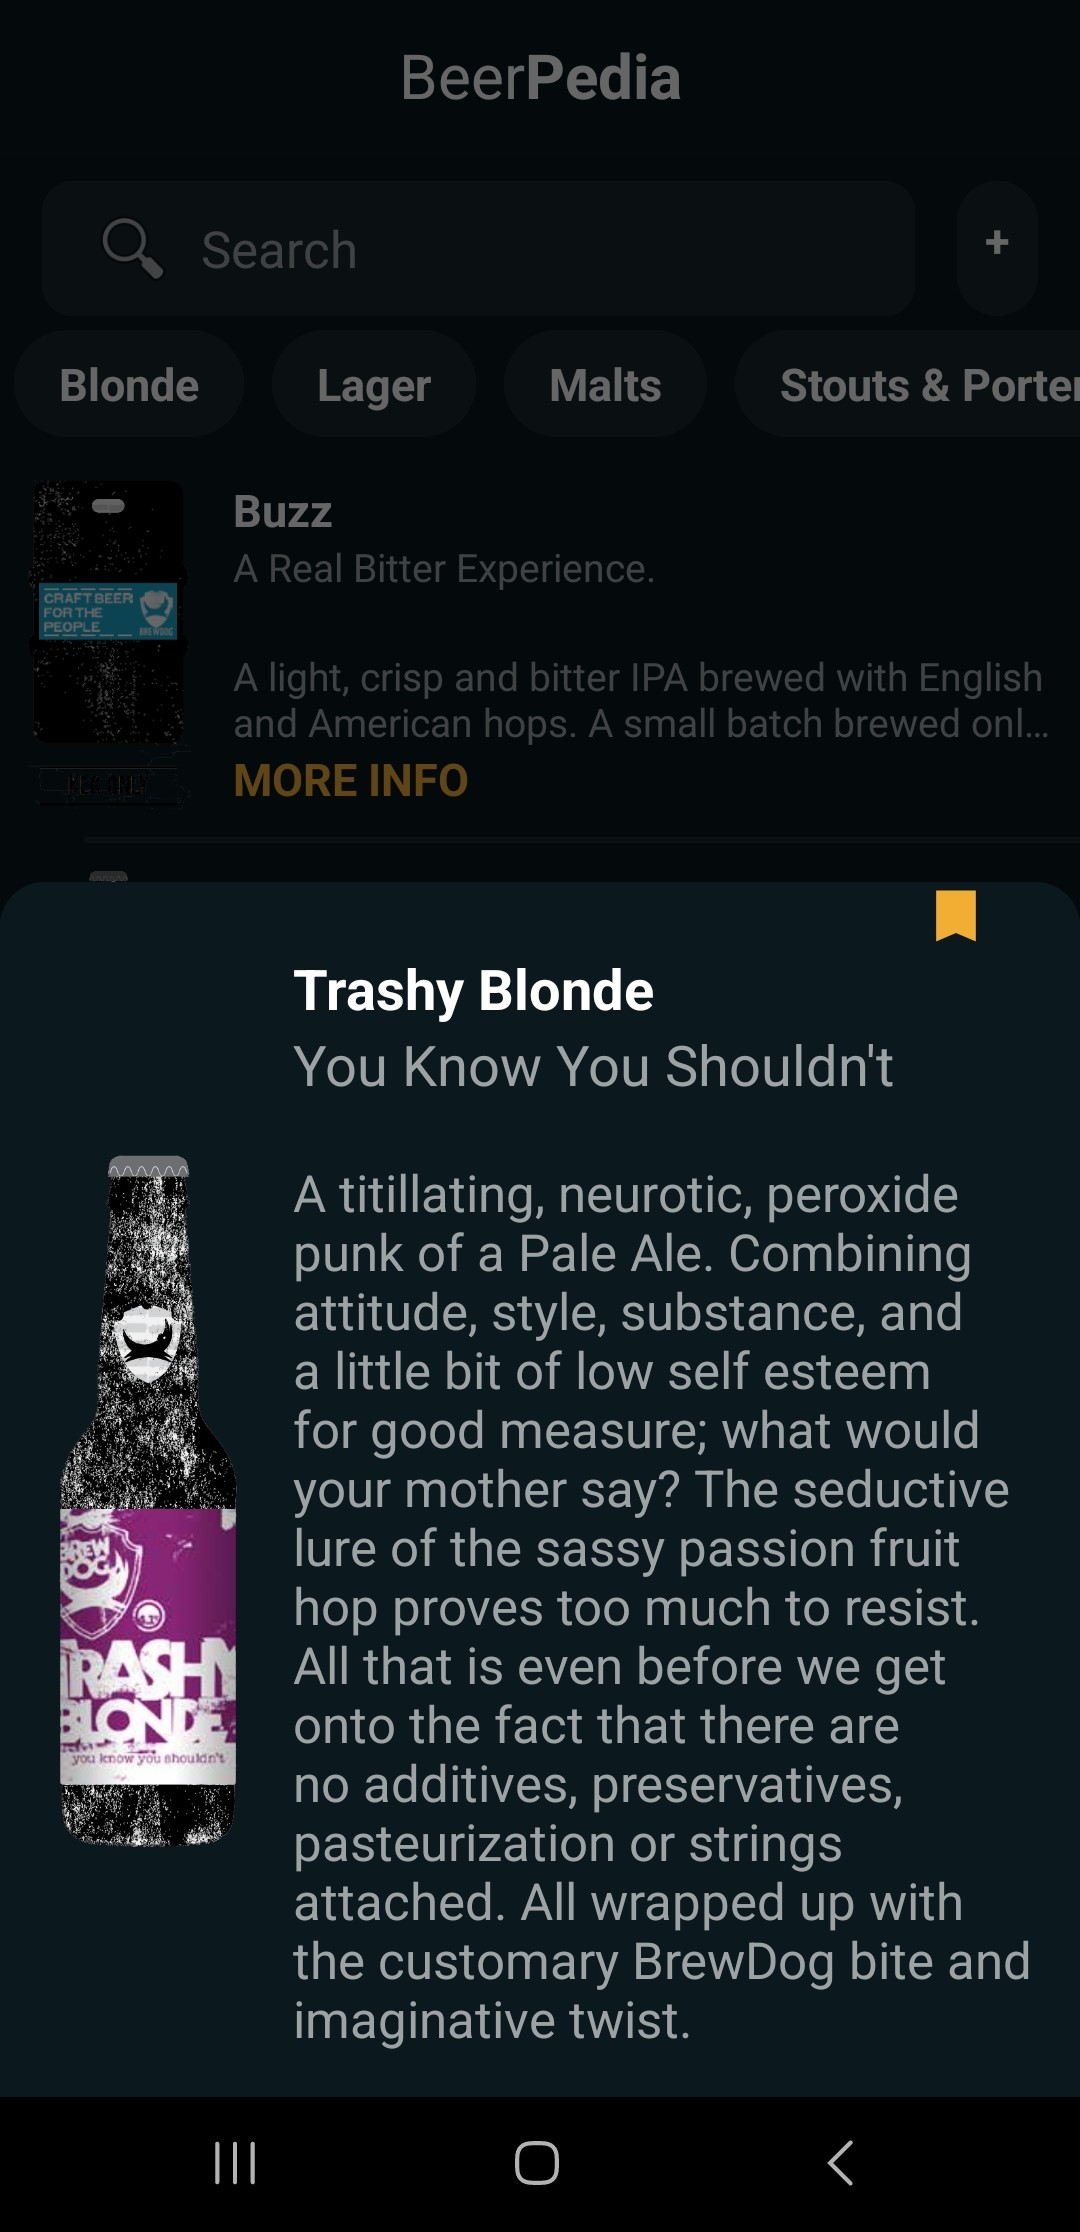 BeerPedia
Search
+
Blonde
Lager
Malts
Stouts & Porter
Buzz
A Real Bitter Experience.
CRAFT BEER
FOR THE
PEOPLE
BREWDOG
A light, crisp and bitter IPA brewed with English
and American hops. A small batch brewed onl...
MORE INFO
Trashy Blonde
You Know You Shouldn't
A titillating, neurotic, peroxide
punk of a Pale Ale. Combining
attitude, style, substance, and
a little bit of low self esteem
for good measure; what would
your mother say? The seductive
lure of the sassy passion fruit
hop proves too much to resist.
All that is even before we get
onto the fact that there are
no additives, preservatives,
pasteurization or strings
attached. All wrapped up with
the customary BrewDog bite and
imaginative twist.
BREW
DOG
TRASHY
BLONDE
you know you shouldn't